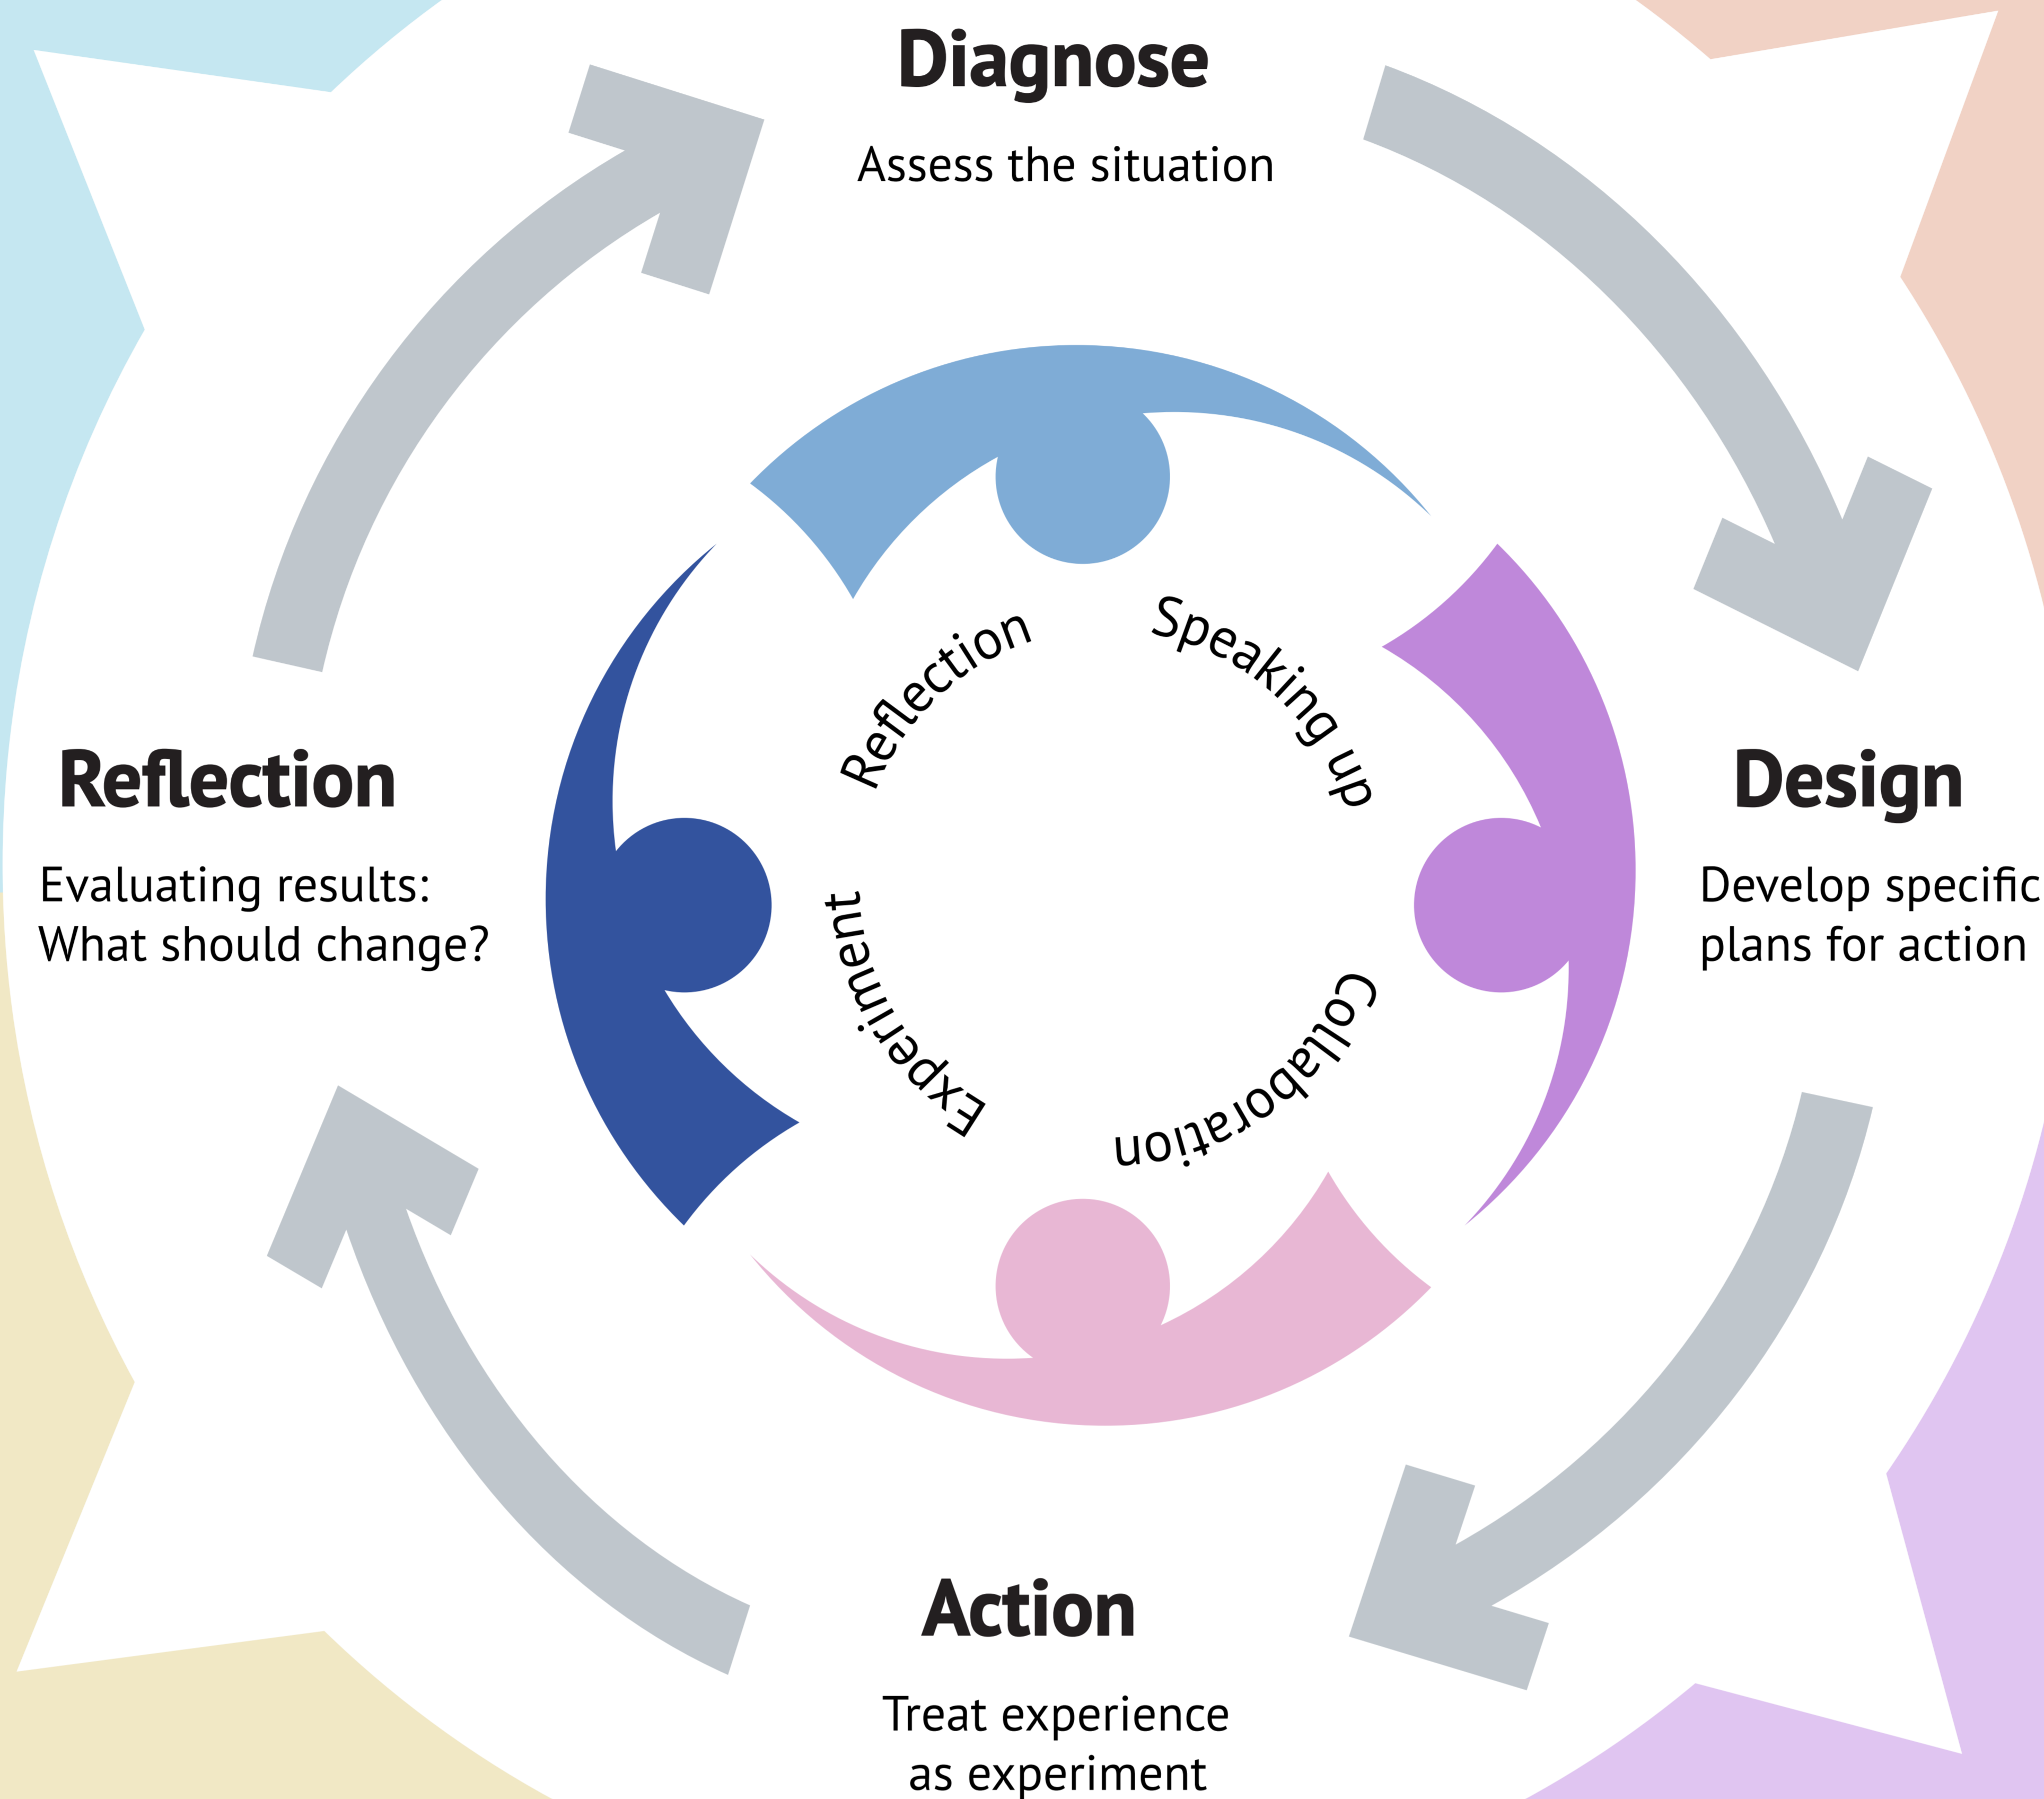 Diagnose
Assess the situation
Reflection
Speaking up
Reflection
Evaluating results:
What should change?
Design
Develop specific
plans for action
Experiment
Collaboration
Action
Treat experience
as experiment